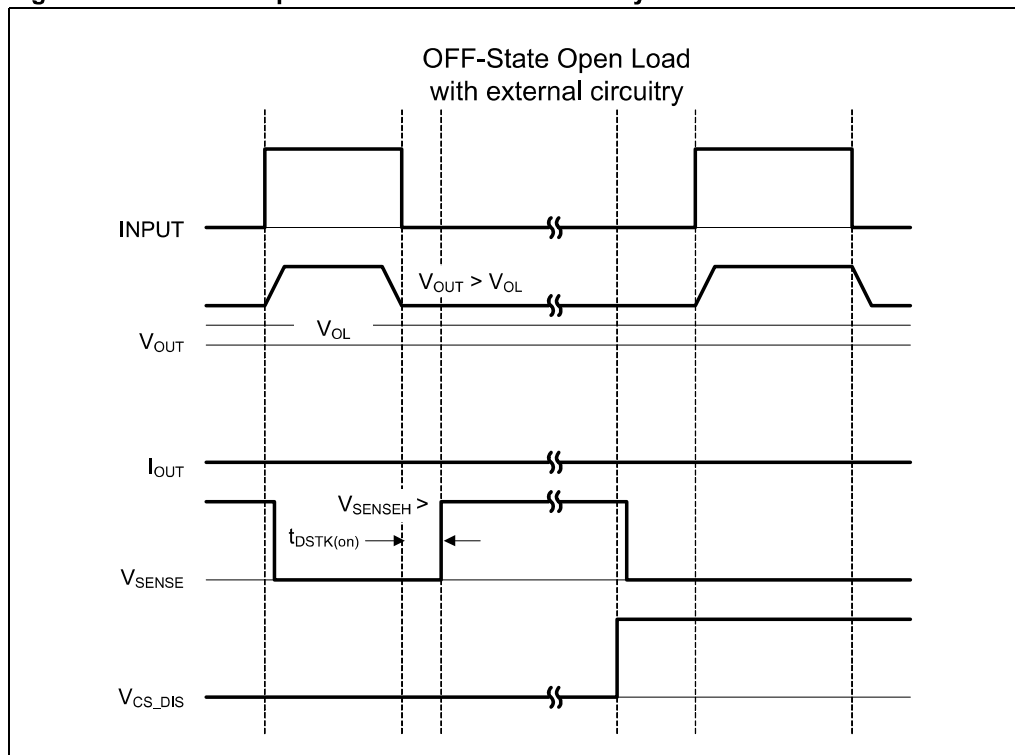 OFF-State Open Load
with external circuitry
INPUT
VOUT > VOL
VOL
VOUT
IOUT
VSENSEH >
tDSTK(on)
VSENSE
VCS_DIS